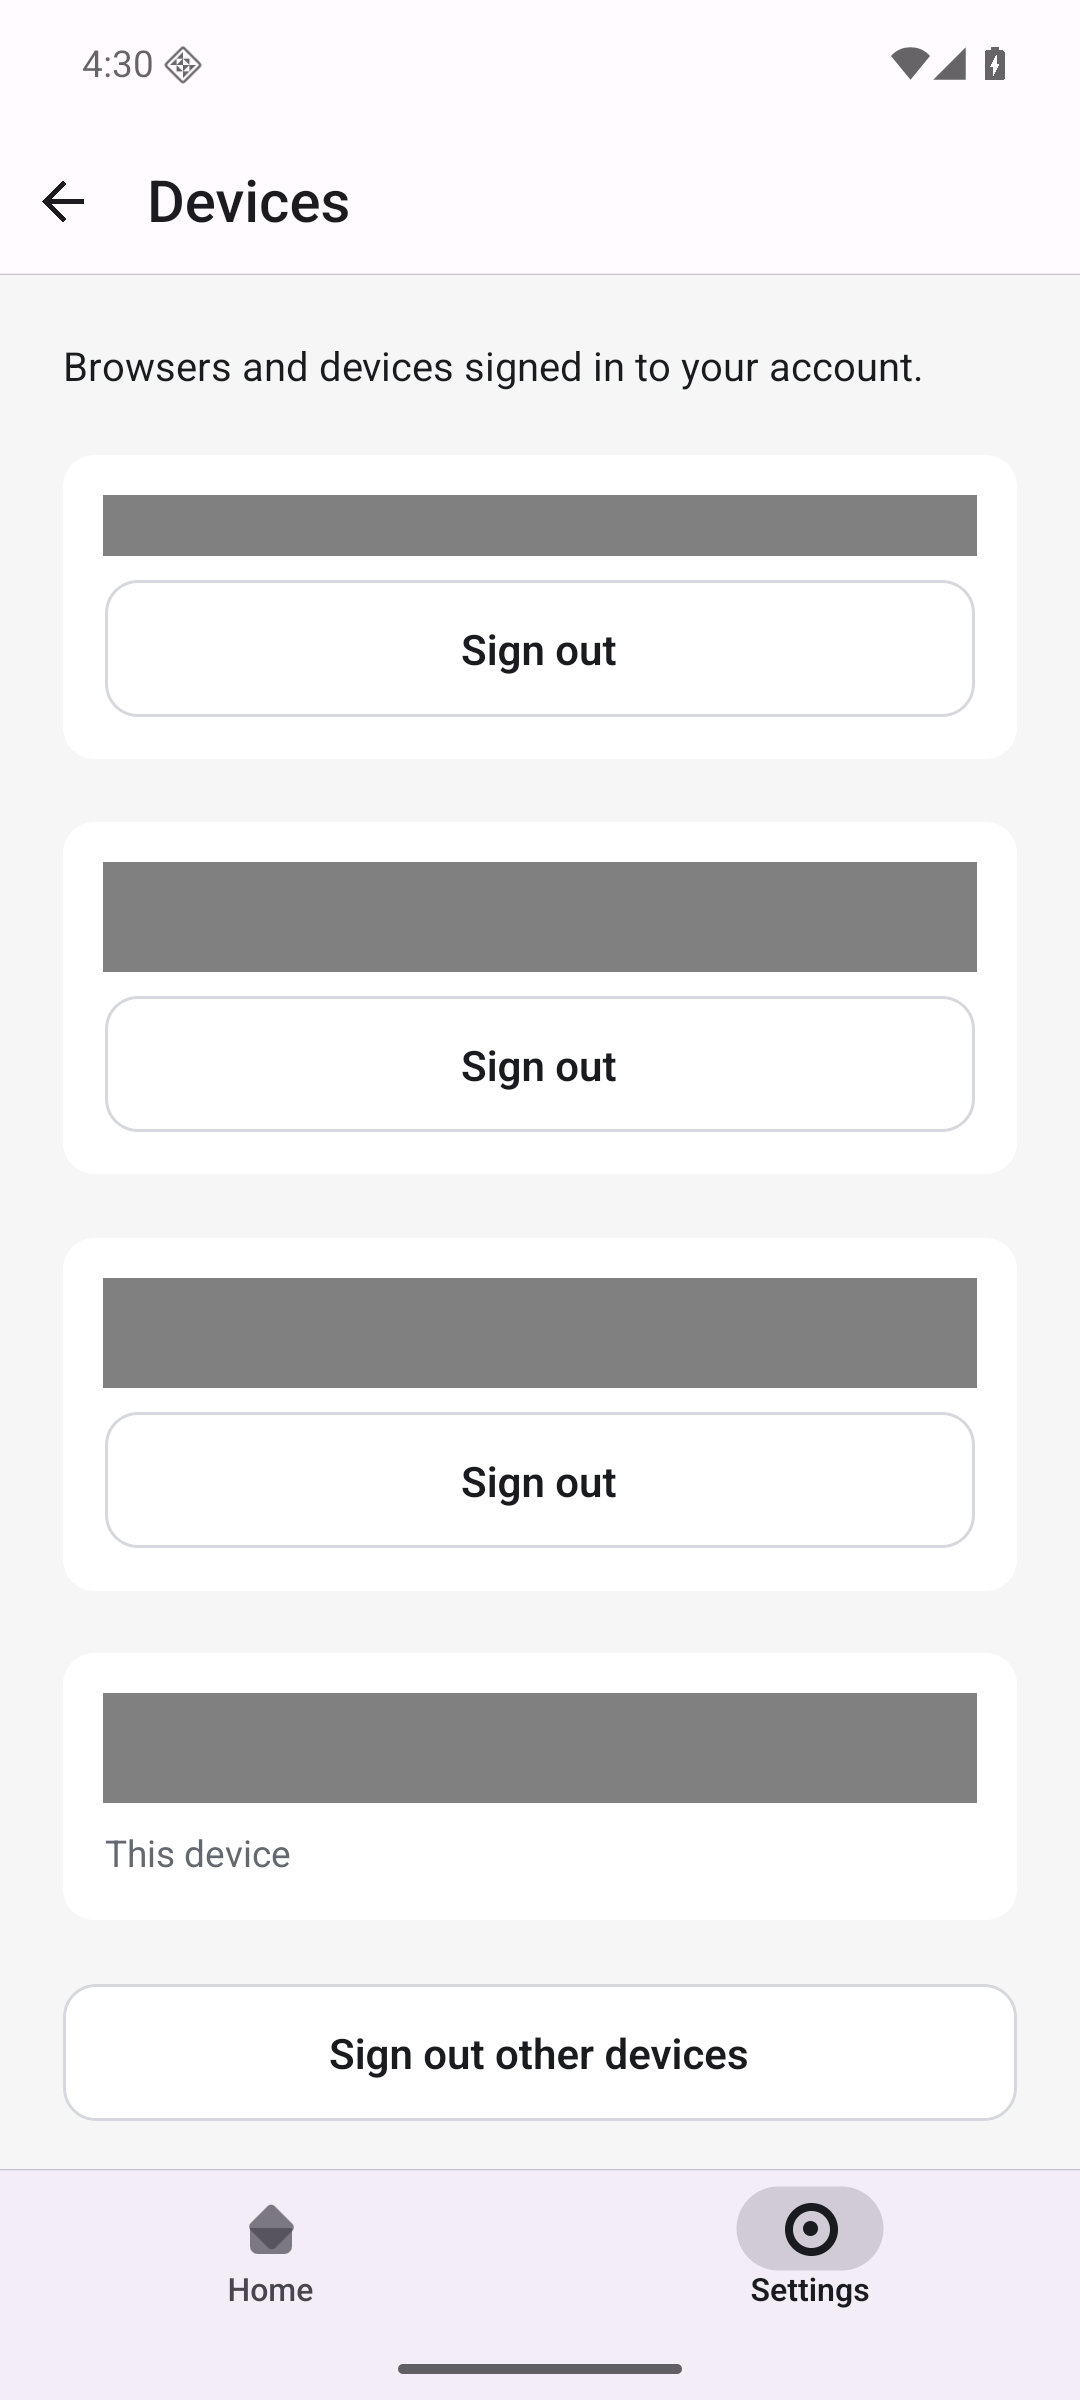 4:30
Devices
Browsers and devices signed in to your account.
Sign out
Sign out
Sign out
This device
Sign out other devices
Home
Settings